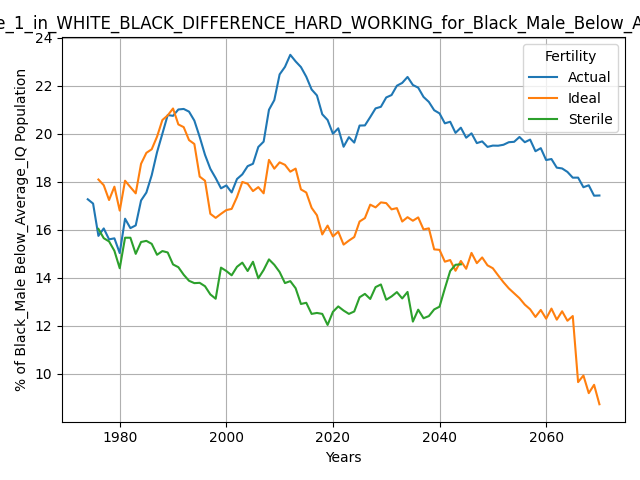 e_1_in_WHITE_BLACK_DIFFERENCE_HARD_WORKING_for_Black_Male_Below_A
% of Black_Male Below_Average_IQ Population
24
22
20
18
16
14
12
10
Fertility
Actual
Ideal
Sterile
1980
2000
2020
2040
2060
Years